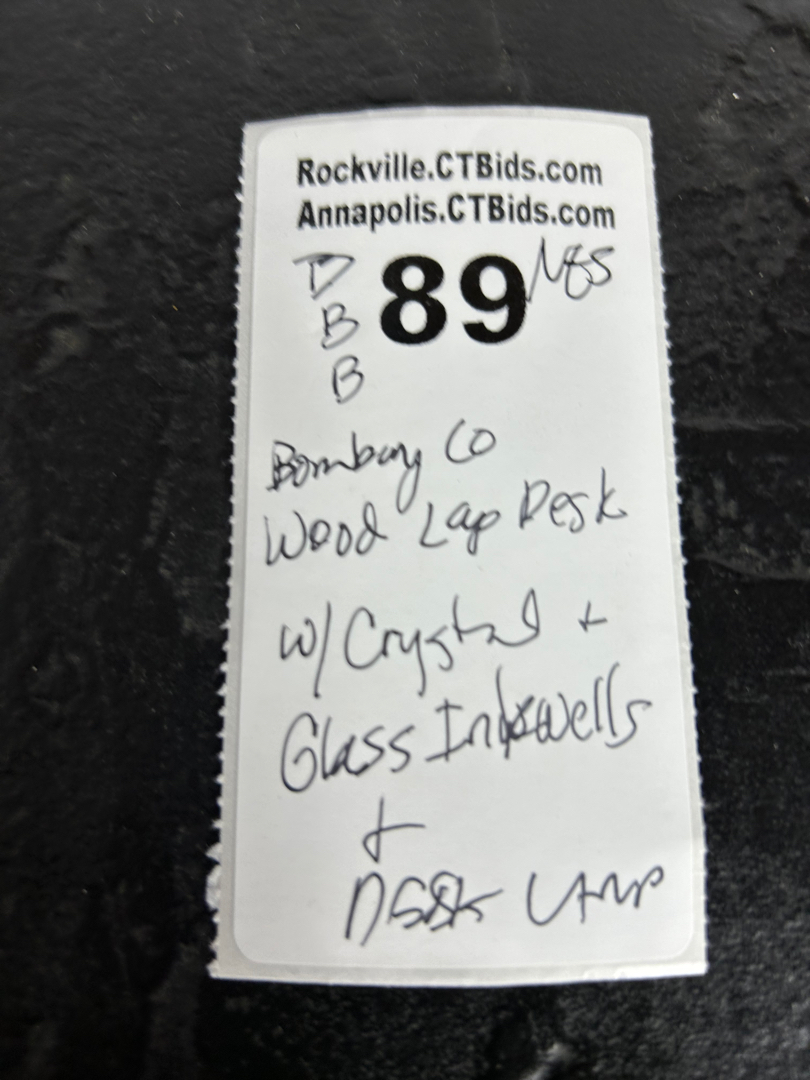 Rockville.CTBids.com
Annapolis.CTBids.com
D 89
B
B
Bombay Co
Wood Lap Desk
w/ Crystal +
Glass Inkwells
+
Desk Lamp